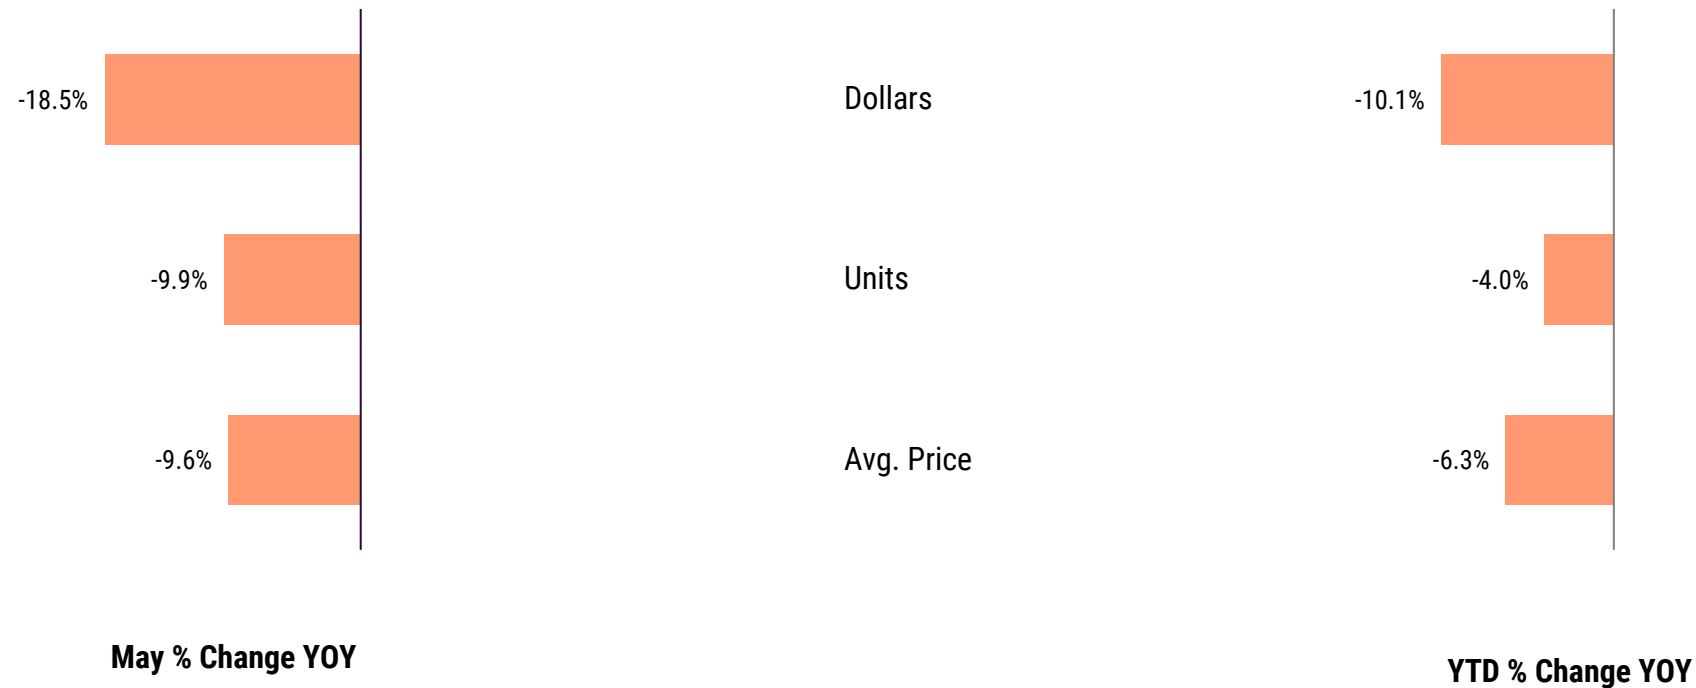 -18.5%
Dollars
-10.1%
-9.9%
Units
-4.0%
-9.6%
Avg. Price
-6.3%
May % Change YOY
YTD % Change YOY